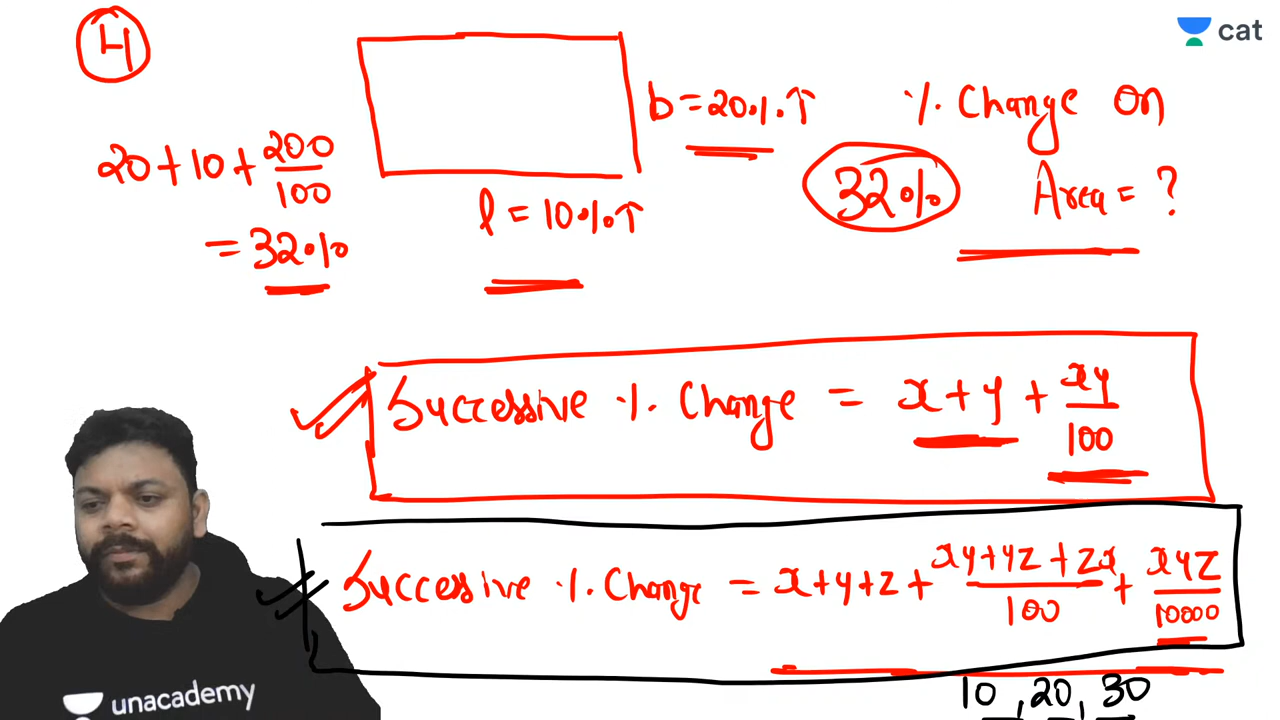 4
cat
b = 20%↑
% Change on
Area = ?
32%
20 + 10 + 200/100
= 32%
l = 10%↑
Successive % Change = x + y + xy/100
Successive % Change = x + y + z + xy + yz + zx/100 + xyz/10000
10, 20, 30
unacademy